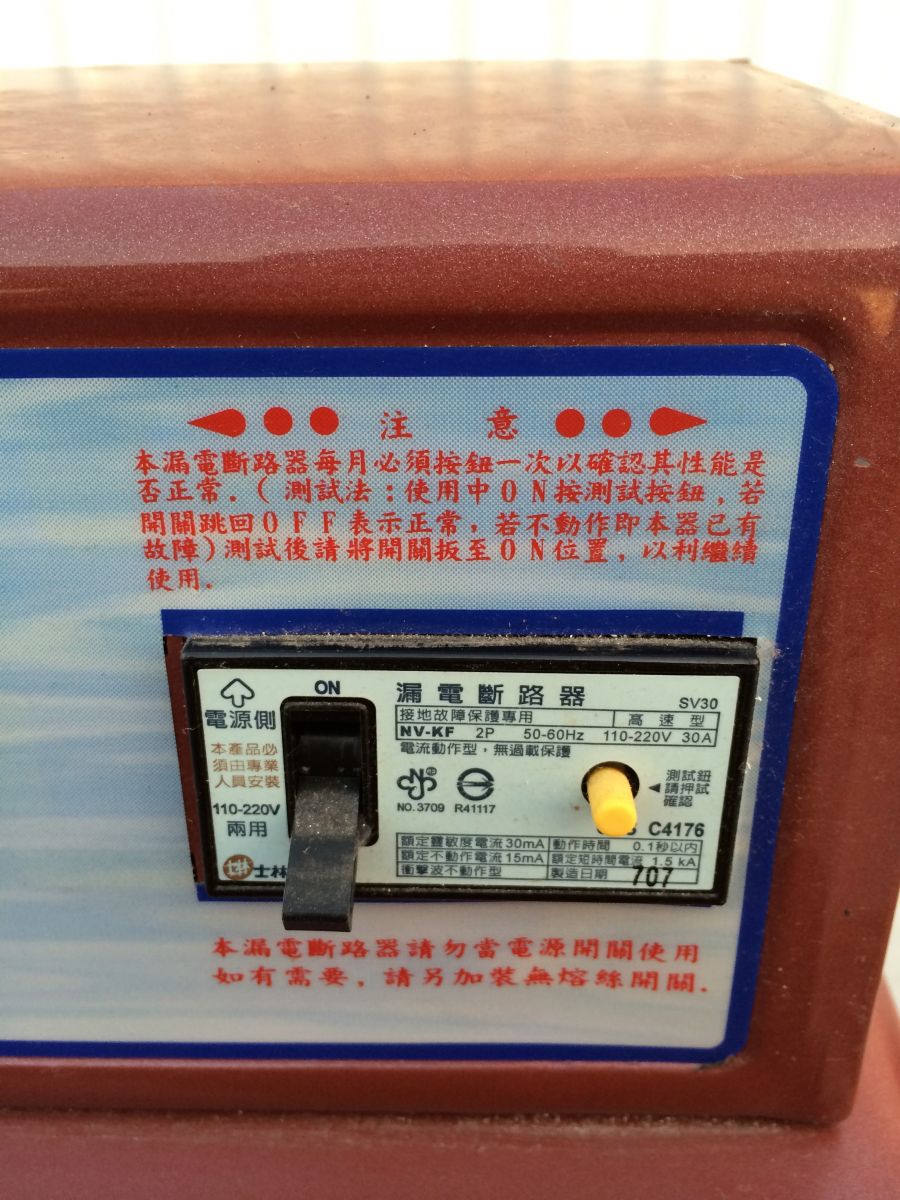 注 意
本漏電斷路器每月必須按鈕一次以確認其性能是
否正常.(測試法:使用中ON按測試按鈕,若
開關跳回OFF表示正常,若不動作即本器已有
故障)測試後請將開關扳至ON位置,以利繼續
使用.
ON
漏電斷路器
SV30
電源側
接地故障保護專用 高速型
NV-KF 2P 50-60Hz 110-220V 30A
電流動作型,無過載保護
本產品必
須由專業
人員安裝
測試鈕
請押試
確認
NO.3709 R41117
110-220V
兩用
C4176
額定靈敏度電流30mA 動作時間 0.1秒以內
額定不動作電流15mA 額定短時間電流 1.5 kA
衝擊波不動作型 製造日期 707
士林
本漏電斷路器請勿當電源開關使用
如有需要,請另加裝無熔絲開關.